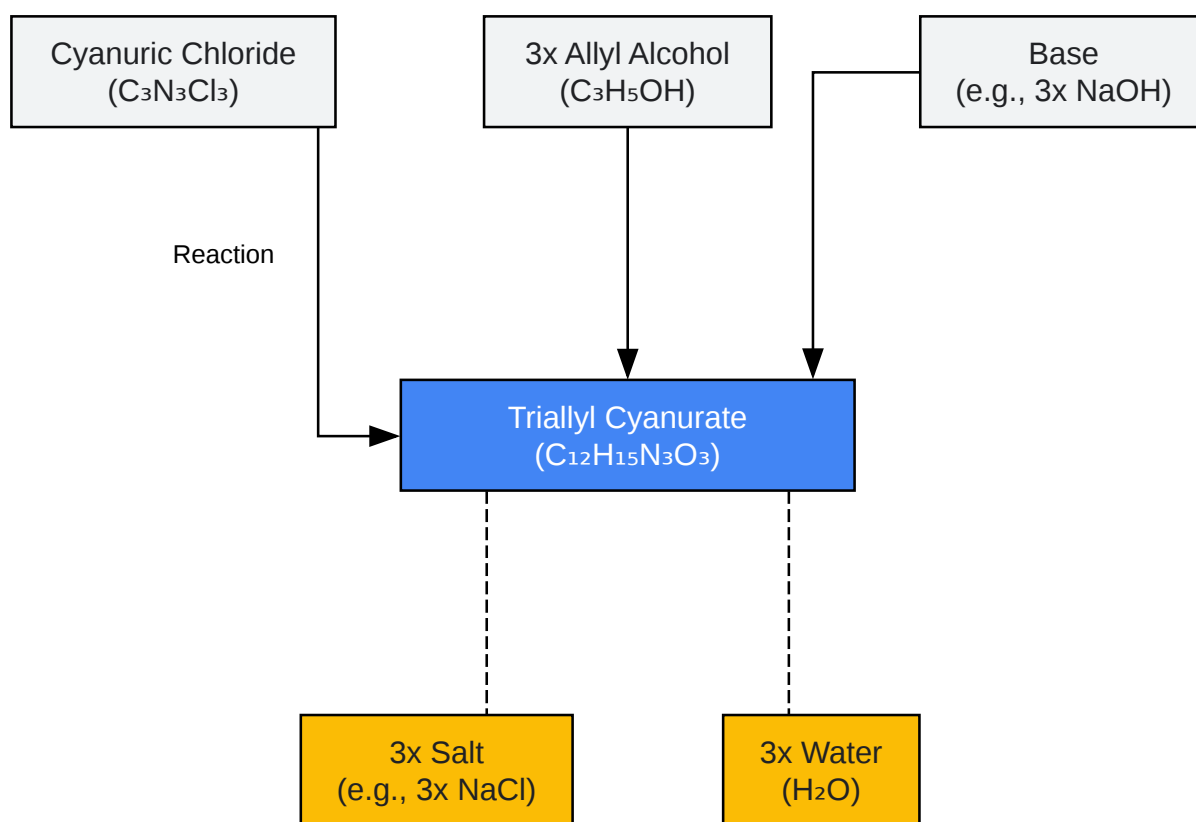 Cyanuric Chloride
(C₃N₃Cl₃)
3x Allyl Alcohol
(C₃H₅OH)
Base
(e.g., 3x NaOH)
Reaction
Triallyl Cyanurate
(C₁₂H₁₅N₃O₃)
3x Salt
(e.g., 3x NaCl)
3x Water
(H₂O)